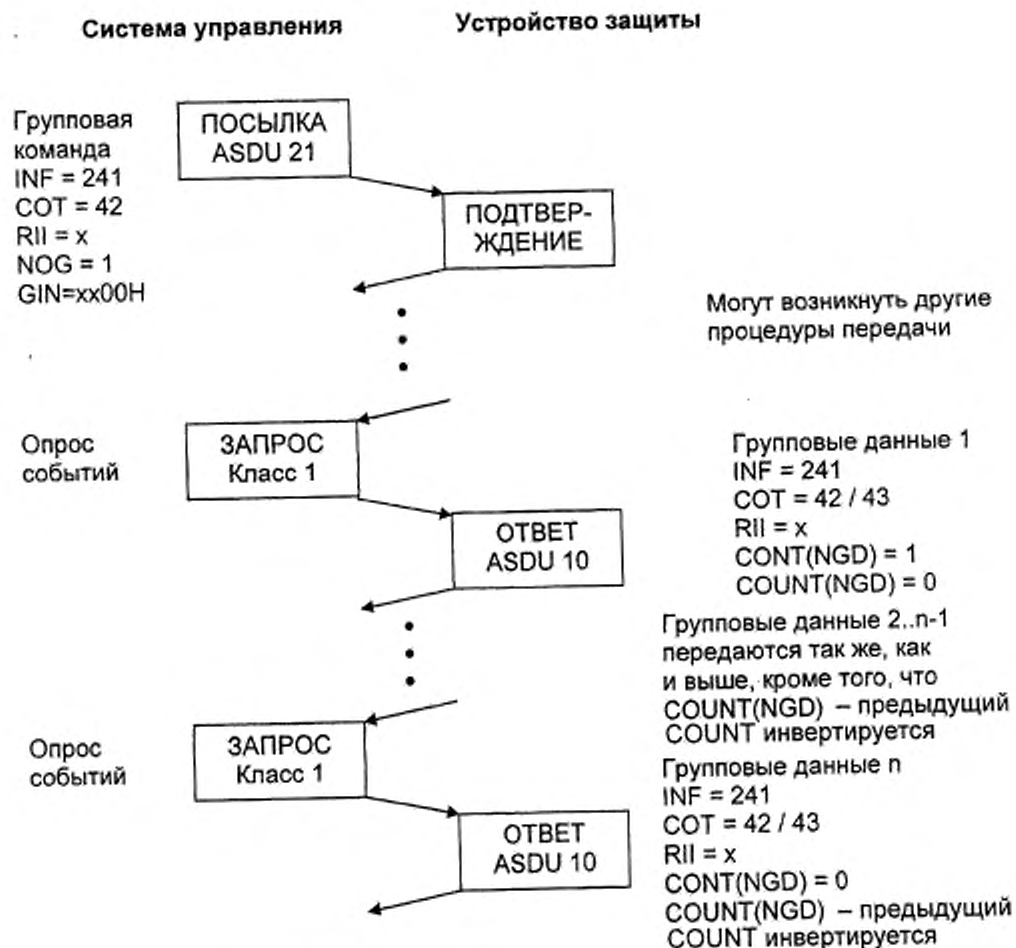 Система управления
Устройство защиты
Групповая
команда
INF = 241
COT = 42
RII = x
NOG = 1
GIN=xx00H
ПОСЫЛКА
ASDU 21
ПОДТВЕР-
ЖДЕНИЕ
Могут возникнуть другие
процедуры передачи
Опрос
событий
ЗАПРОС
Класс 1
ОТВЕТ
ASDU 10
Групповые данные 1
INF = 241
COT = 42 / 43
RII = x
CONT(NGD) = 1
COUNT(NGD) = 0
Групповые данные 2..n-1
передаются так же, как
и выше, кроме того, что
COUNT(NGD) – предыдущий
COUNT инвертируется
Опрос
событий
ЗАПРОС
Класс 1
ОТВЕТ
ASDU 10
Групповые данные n
INF = 241
COT = 42 / 43
RII = x
CONT(NGD) = 0
COUNT(NGD) – предыдущий
COUNT инвертируется